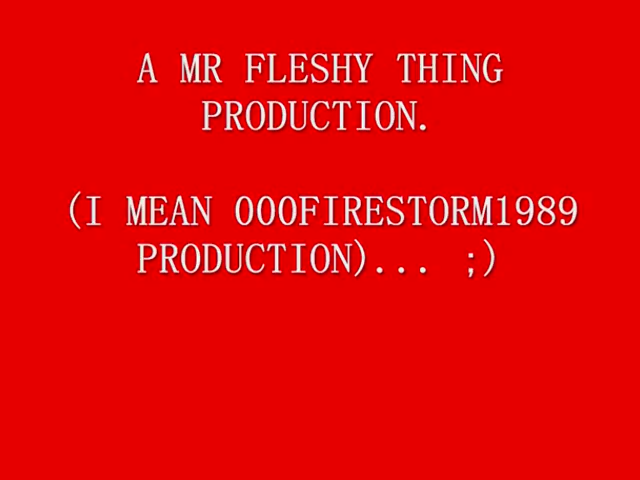 A MR FLESHY THING
PRODUCTION.
(I MEAN 000FIRESTORM1989
PRODUCTION)... ;)